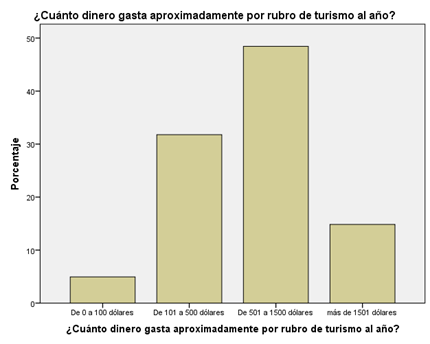 ¿Cuánto dinero gasta aproximadamente por rubro de turismo al año?
50
40
30
20
10
0
Porcentaje
De 0 a 100 dólares
De 101 a 500 dólares
De 501 a 1500 dólares
más de 1501 dólares
¿Cuánto dinero gasta aproximadamente por rubro de turismo al año?